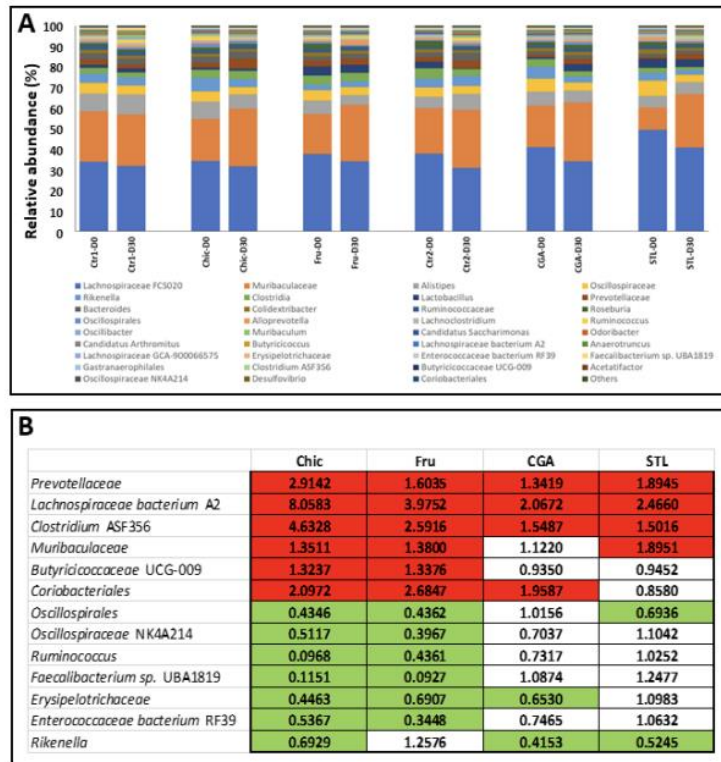 A
Relative abundance (%)
100
90
80
70
60
50
40
30
20
10
0
Ctr1-D0 Ctr1-D30 Chic-D0 Chic-D30 Fru-D0 Fru-D30 Ctr2-D0 Ctr2-D30 CGA-D0 CGA-D30 STL-D0 STL-D30
Lachnospiraceae FCS020 Muribaculaceae Alistipes Oscillospiraceae
Rikenella Clostridia Lactobacillus Prevotellaceae
Bacteroides Colidextribacter Ruminococcaceae Roseburia
Oscillospirales Alloprevotella Lachnoclostridium Ruminococcus
Oscillibacter Muribaculum Candidatus Saccharimonas Odoribacter
Candidatus Arthromitus Butyricicoccus Lachnospiraceae bacterium A2 Anaerotruncus
Lachnospiraceae GCA-900066575 Erysipelotrichaceae Enterococcaceae bacterium RF39 Faecalibacterium sp. UBA1819
Gastranaerophilales Clostridium ASF356 Butyricicoccaceae UCG-009 Acetatifactor
Oscillospiraceae NK4A214 Desulfovibrio Coriobacteriales Others
B
Chic Fru CGA STL
Prevotellaceae 2.9142 1.6035 1.3419 1.8945
Lachnospiraceae bacterium A2 8.0583 3.9752 2.0672 2.4660
Clostridium ASF356 4.6328 2.5916 1.5487 1.5016
Muribaculaceae 1.3511 1.3800 1.1220 1.8951
Butyricicoccaceae UCG-009 1.3237 1.3376 0.9350 0.9452
Coriobacteriales 2.0972 2.6847 1.9587 0.8580
Oscillospirales 0.4346 0.4362 1.0156 0.6936
Oscillospiraceae NK4A214 0.5117 0.3967 0.7037 1.1042
Ruminococcus 0.0968 0.4361 0.7317 1.0252
Faecalibacterium sp. UBA1819 0.1151 0.0927 1.0874 1.2477
Erysipelotrichaceae 0.4463 0.6907 0.6530 1.0983
Enterococcaceae bacterium RF39 0.5367 0.3448 0.7465 1.0632
Rikenella 0.6929 1.2576 0.4153 0.5245